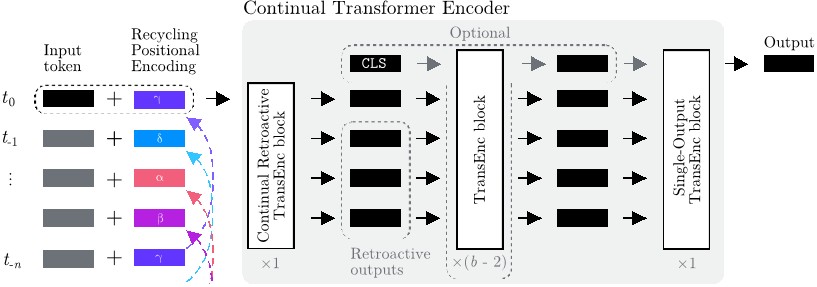 Continual Transformer Encoder
Input
token
Recycling
Positional
Encoding
Optional
Output
CLS
t0
+
γ
t-1
+
δ
⋮
+
α
+
β
t-n
+
γ
Continual Retroactive
TransEnc block
×1
Retroactive
outputs
TransEnc block
×(b - 2)
Single-Output
TransEnc block
×1